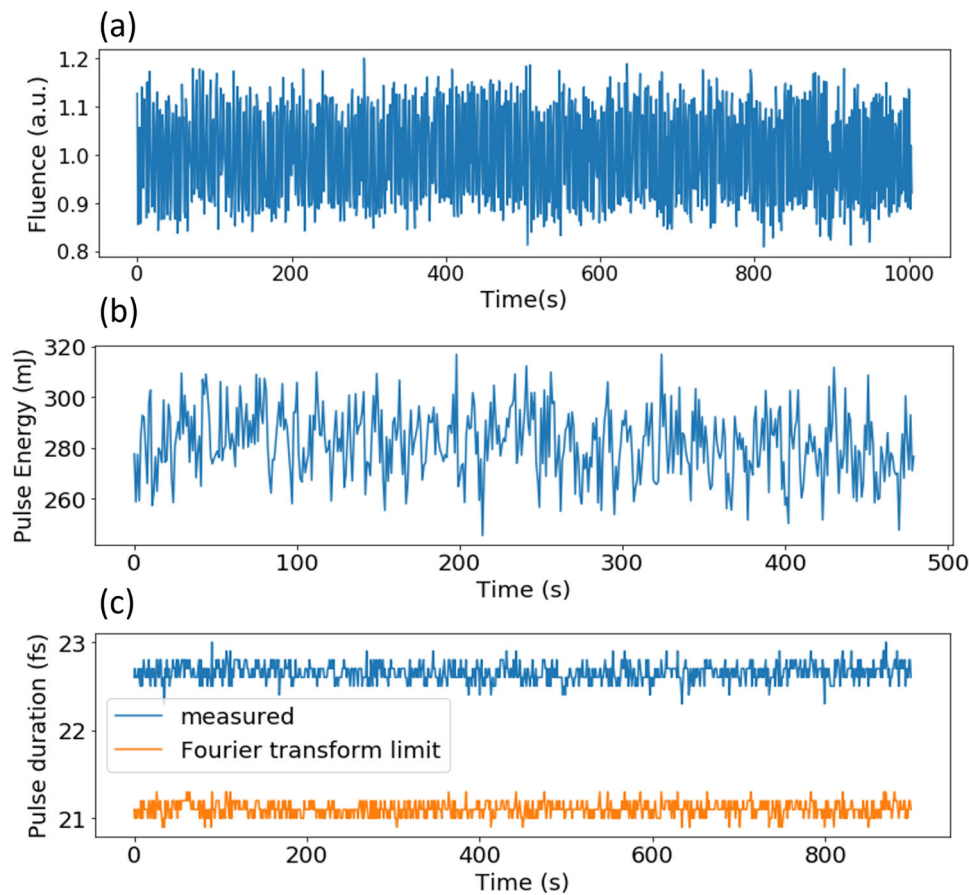 (a)
Fluence (a.u.)
1.2
1.1
1.0
0.9
0.8
0 200 400 600 800 1000
Time(s)
(b)
Pulse Energy (mJ)
320
300
280
260
0 100 200 300 400 500
Time (s)
(c)
Pulse duration (fs)
23
22
21
measured
Fourier transform limit
0 200 400 600 800
Time (s)